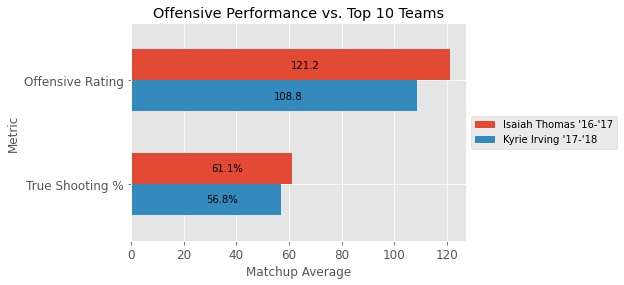 Offensive Performance vs. Top 10 Teams
Metric
Offensive Rating
121.2
108.8
True Shooting %
61.1%
56.8%
0 20 40 60 80 100 120
Matchup Average
Isaiah Thomas '16-'17
Kyrie Irving '17-'18